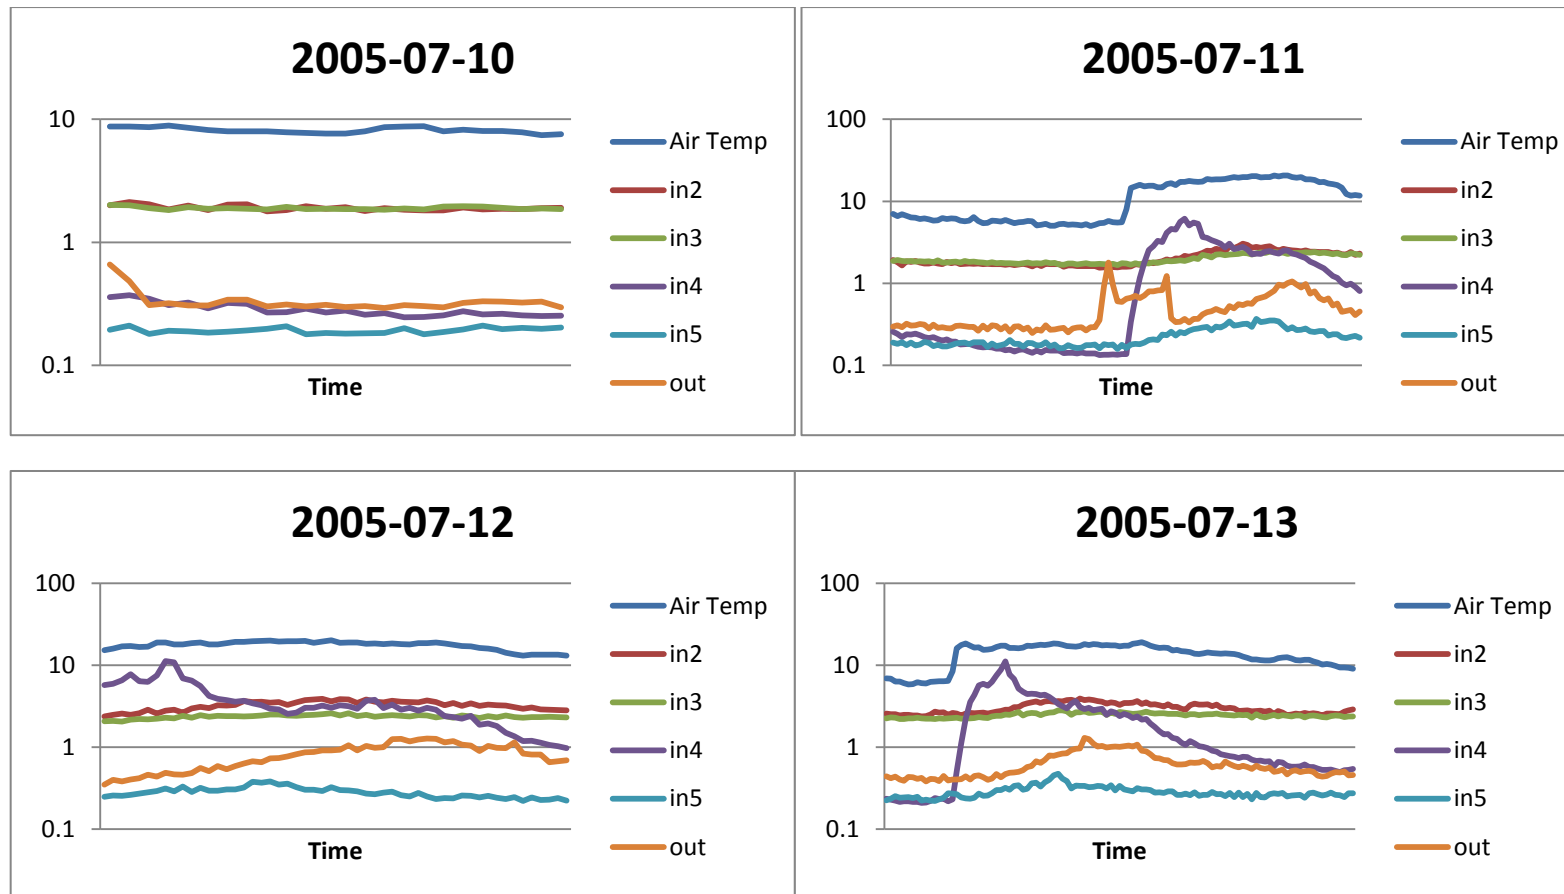 2005-07-10
10
1
0.1
Time
Air Temp
in2
in3
in4
in5
out
2005-07-11
100
10
1
0.1
Time
Air Temp
in2
in3
in4
in5
out
2005-07-12
100
10
1
0.1
Time
Air Temp
in2
in3
in4
in5
out
2005-07-13
100
10
1
0.1
Time
Air Temp
in2
in3
in4
in5
out